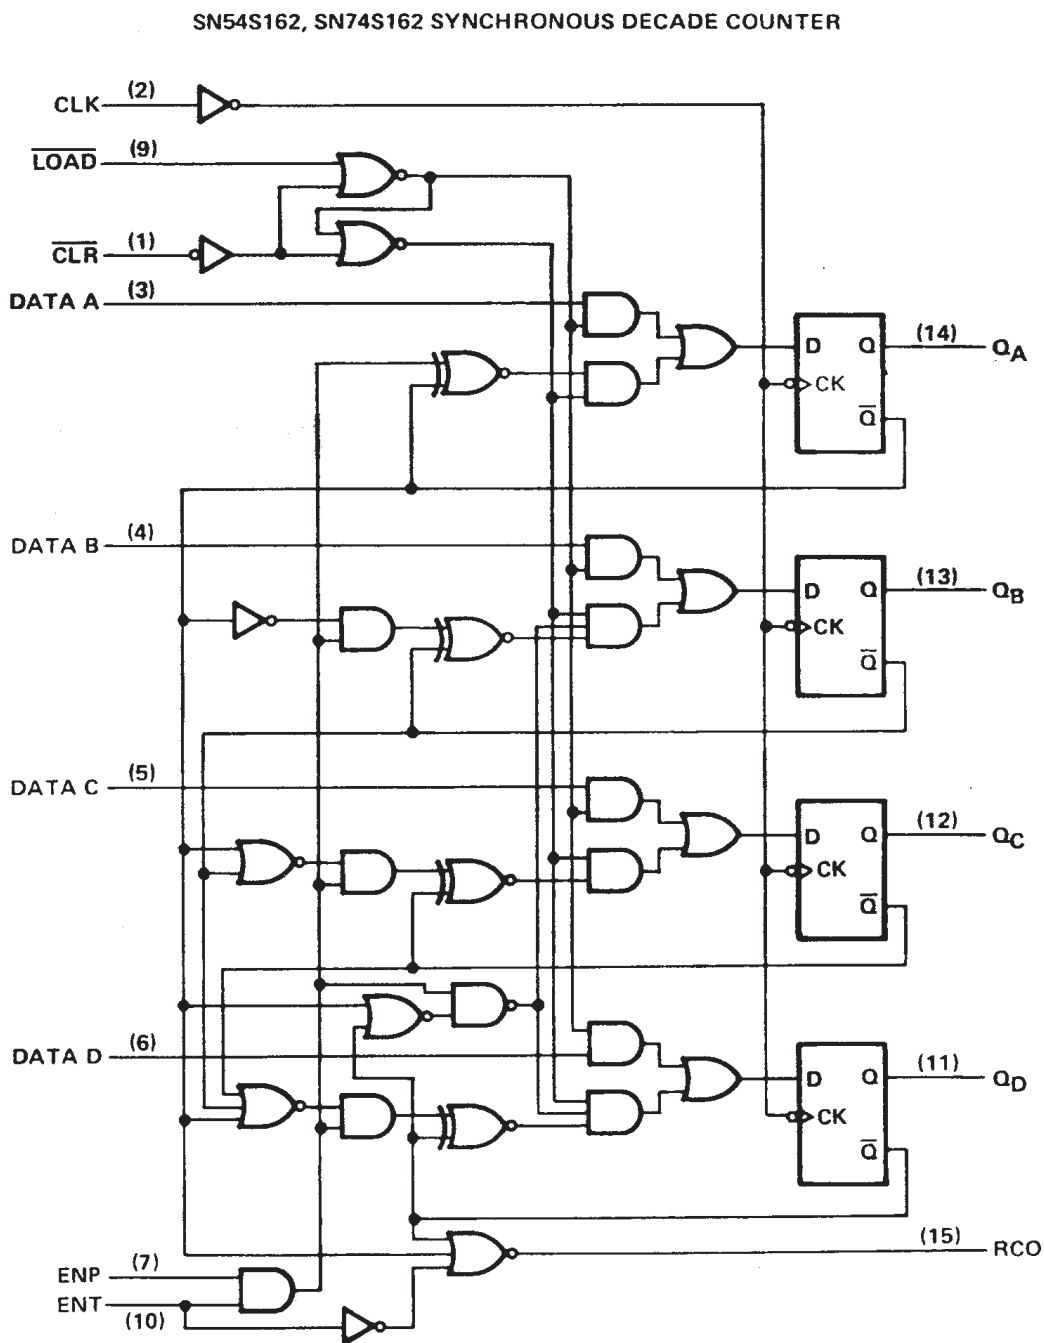 SN54S162, SN74S162 SYNCHRONOUS DECADE COUNTER
CLK (2)
LOAD (9)
CLR (1)
DATA A (3)
D Q (14) QA
CK
Q
DATA B (4)
D Q (13) QB
CK
Q
DATA C (5)
D Q (12) QC
CK
Q
DATA D (6)
D Q (11) QD
CK
Q
(15) RCO
ENP (7)
ENT
(10)